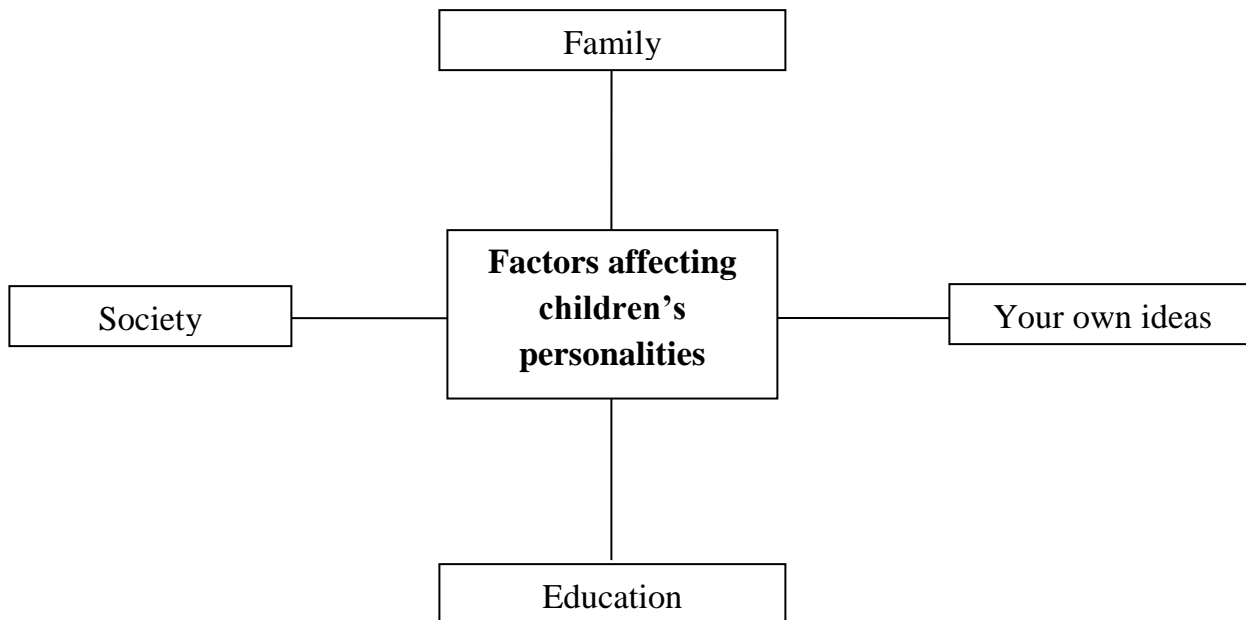 Family
Factors affecting
children’s
personalities
Society
Your own ideas
Education